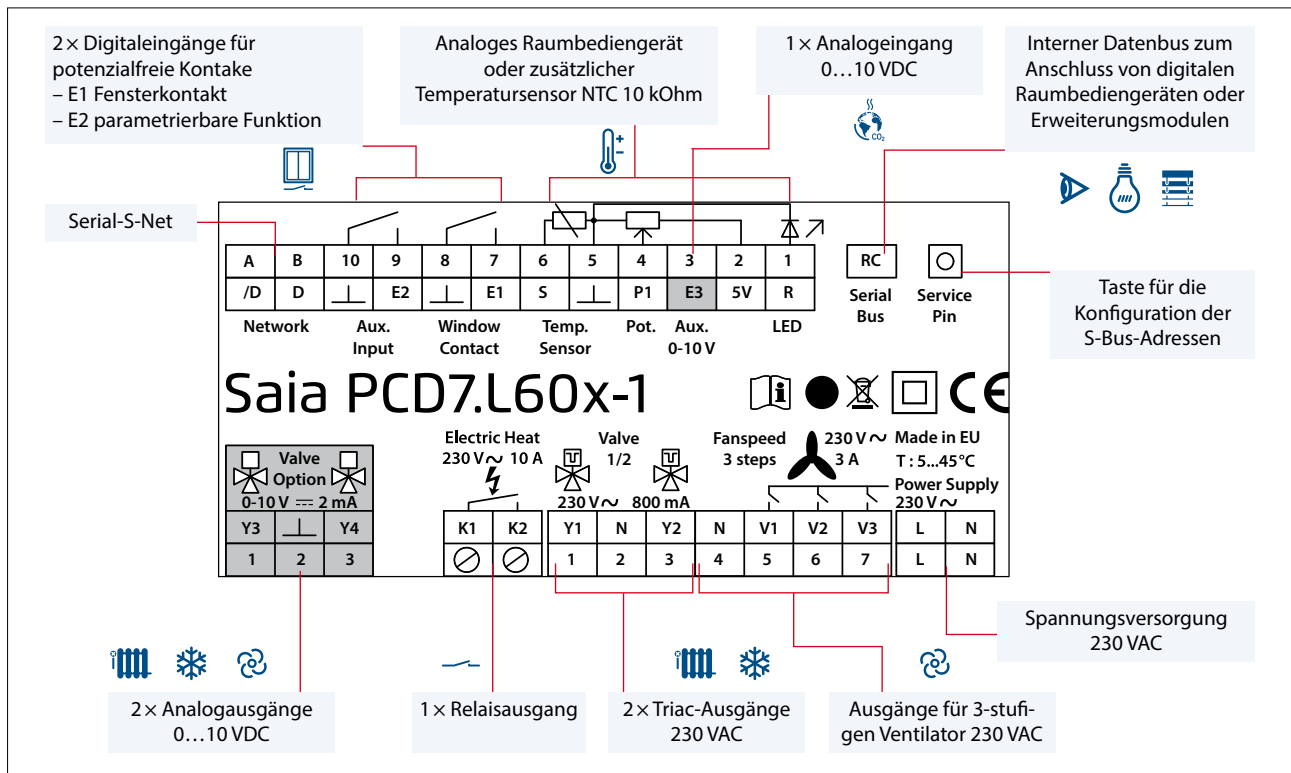 2 × Digitaleingänge für
potenzialfreie Kontake
– E1 Fensterkontakt
– E2 parametrierbare Funktion
Analoges Raumbediengerät
oder zusätzlicher
Temperatursensor NTC 10 kOhm
1 × Analogeingang
0…10 VDC
Interner Datenbus zum
Anschluss von digitalen
Raumbediengeräten oder
Erweiterungsmodulen
CO₂
Serial-S-Net
A B 10 9 8 7 6 5 4 3 2 1 RC
/D D E2 E1 S P1 E3 5V R
Network
Aux.
Input
Window
Contact
Temp.
Sensor
Pot.
Aux.
0-10 V
LED
Serial
Bus
Service
Pin
Taste für die
Konfiguration der
S-Bus-Adressen
Saia PCD7.L60x-1
i
CE
Valve
Option
0-10 V ⎓ 2 mA
Electric Heat
230 V ~ 10 A
Valve
1/2
230 V ~ 800 mA
Fanspeed
3 steps
230 V ~
3 A
Made in EU
T : 5...45°C
Power Supply
230 V ~
Y3 Y4 K1 K2 Y1 N Y2 N V1 V2 V3 L N
1 2 3 1 2 3 4 5 6 7 L N
Spannungsversorgung
230 VAC
2 × Analogausgänge
0…10 VDC
1 × Relaisausgang
2 × Triac-Ausgänge
230 VAC
Ausgänge für 3-stufi-
gen Ventilator 230 VAC